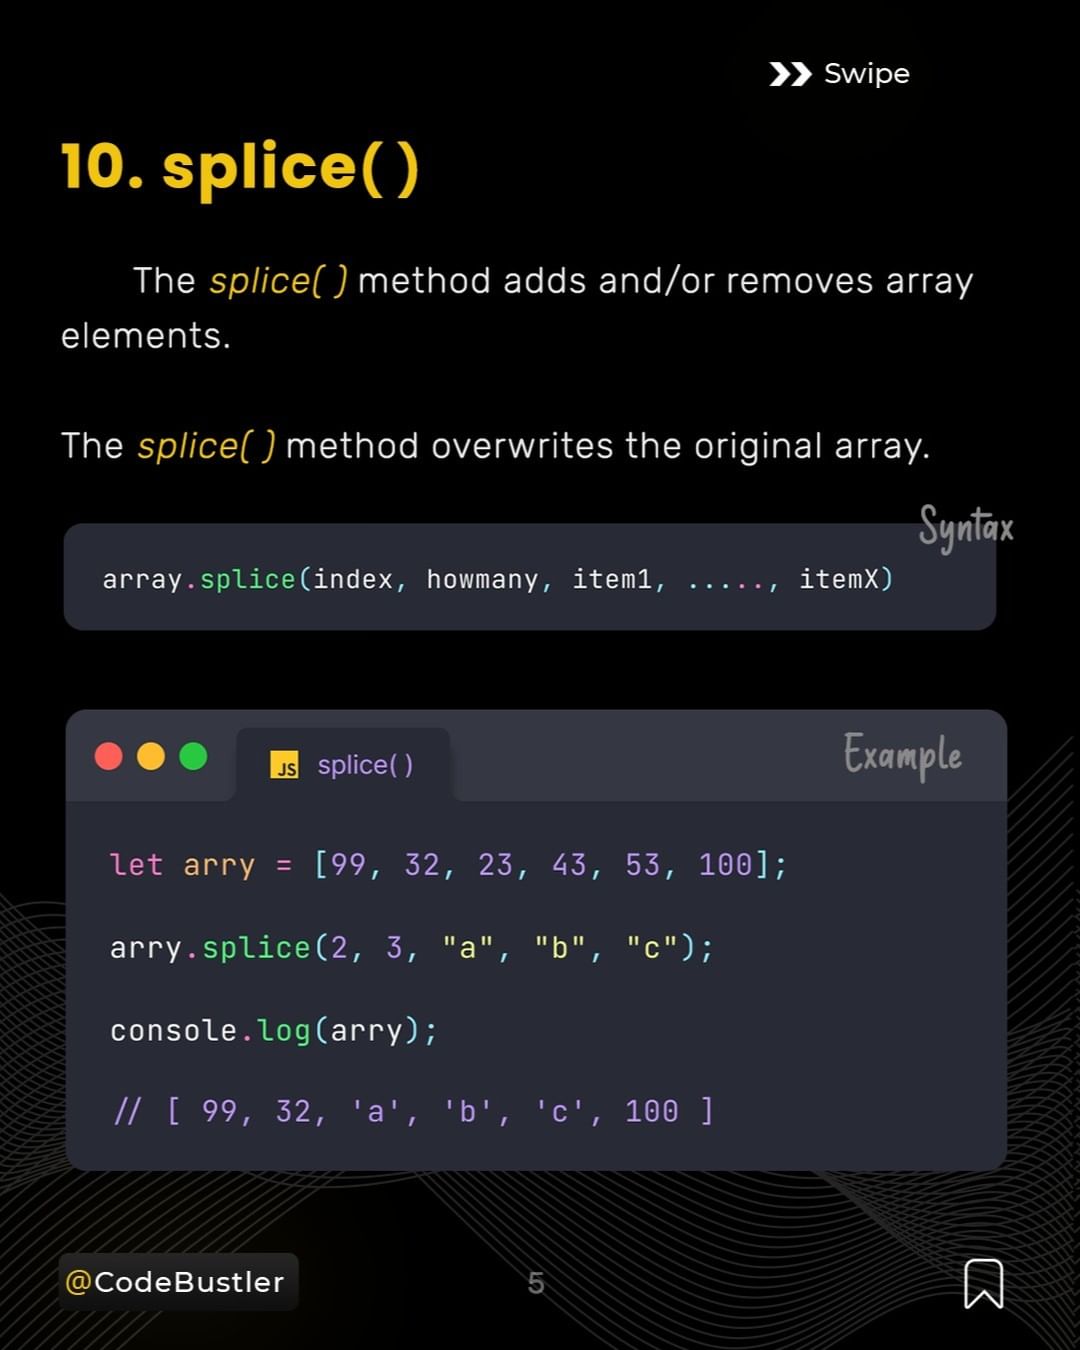 Swipe
10. splice( )
The splice( ) method adds and/or removes array
elements.
The splice( ) method overwrites the original array.
Syntax
array.splice(index, howmany, item1, ....., itemX)
JS splice( )
Example
let arry = [99, 32, 23, 43, 53, 100];
arry.splice(2, 3, "a", "b", "c");
console.log(arry);
// [ 99, 32, 'a', 'b', 'c', 100 ]
@CodeBustler
5